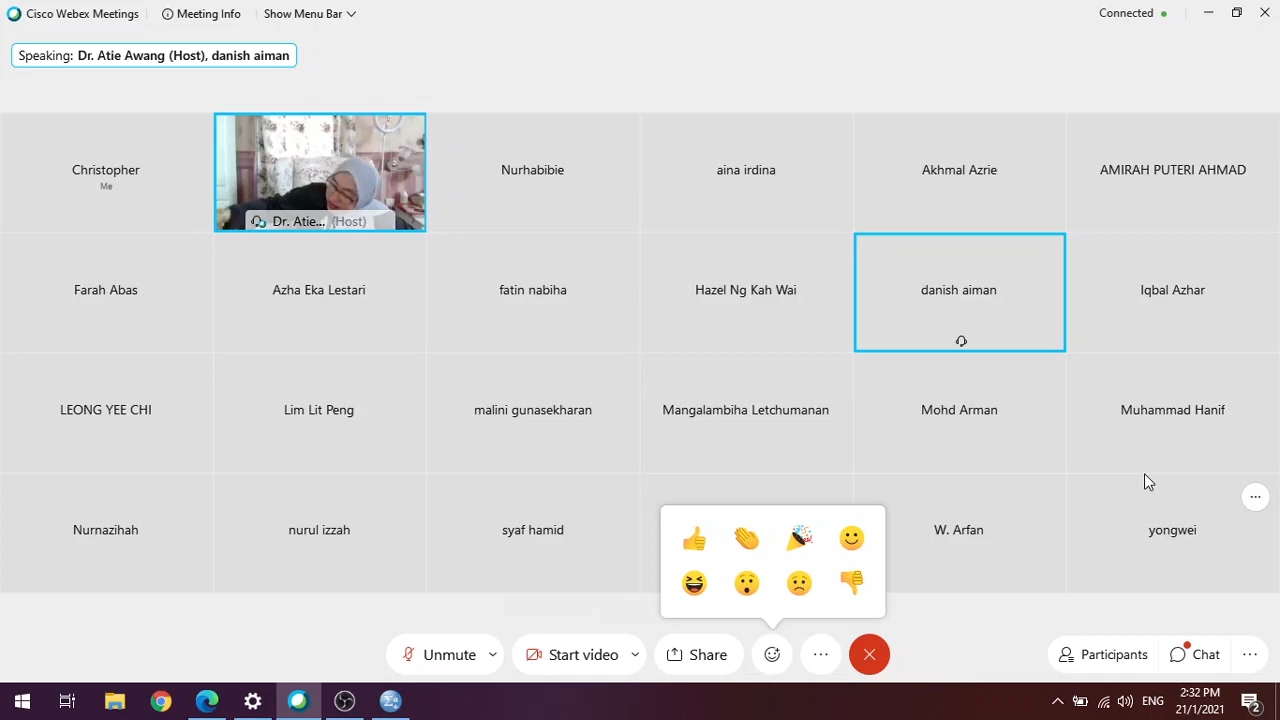 Cisco Webex Meetings
Meeting Info
Show Menu Bar
Connected
Speaking: Dr. Atie Awang (Host), danish aiman
Christopher
Me
Dr. Atie... (Host)
Nurhabibie
aina irdina
Akhmal Azrie
AMIRAH PUTERI AHMAD
Farah Abas
Azha Eka Lestari
fatin nabiha
Hazel Ng Kah Wai
danish aiman
Iqbal Azhar
LEONG YEE CHI
Lim Lit Peng
malini gunasekharan
Mangalambiha Letchumanan
Mohd Arman
Muhammad Hanif
Nurnazihah
nurul izzah
syaf hamid
W. Arfan
yongwei
Unmute
Start video
Share
Participants
Chat
ENG
2:32 PM
21/1/2021
2